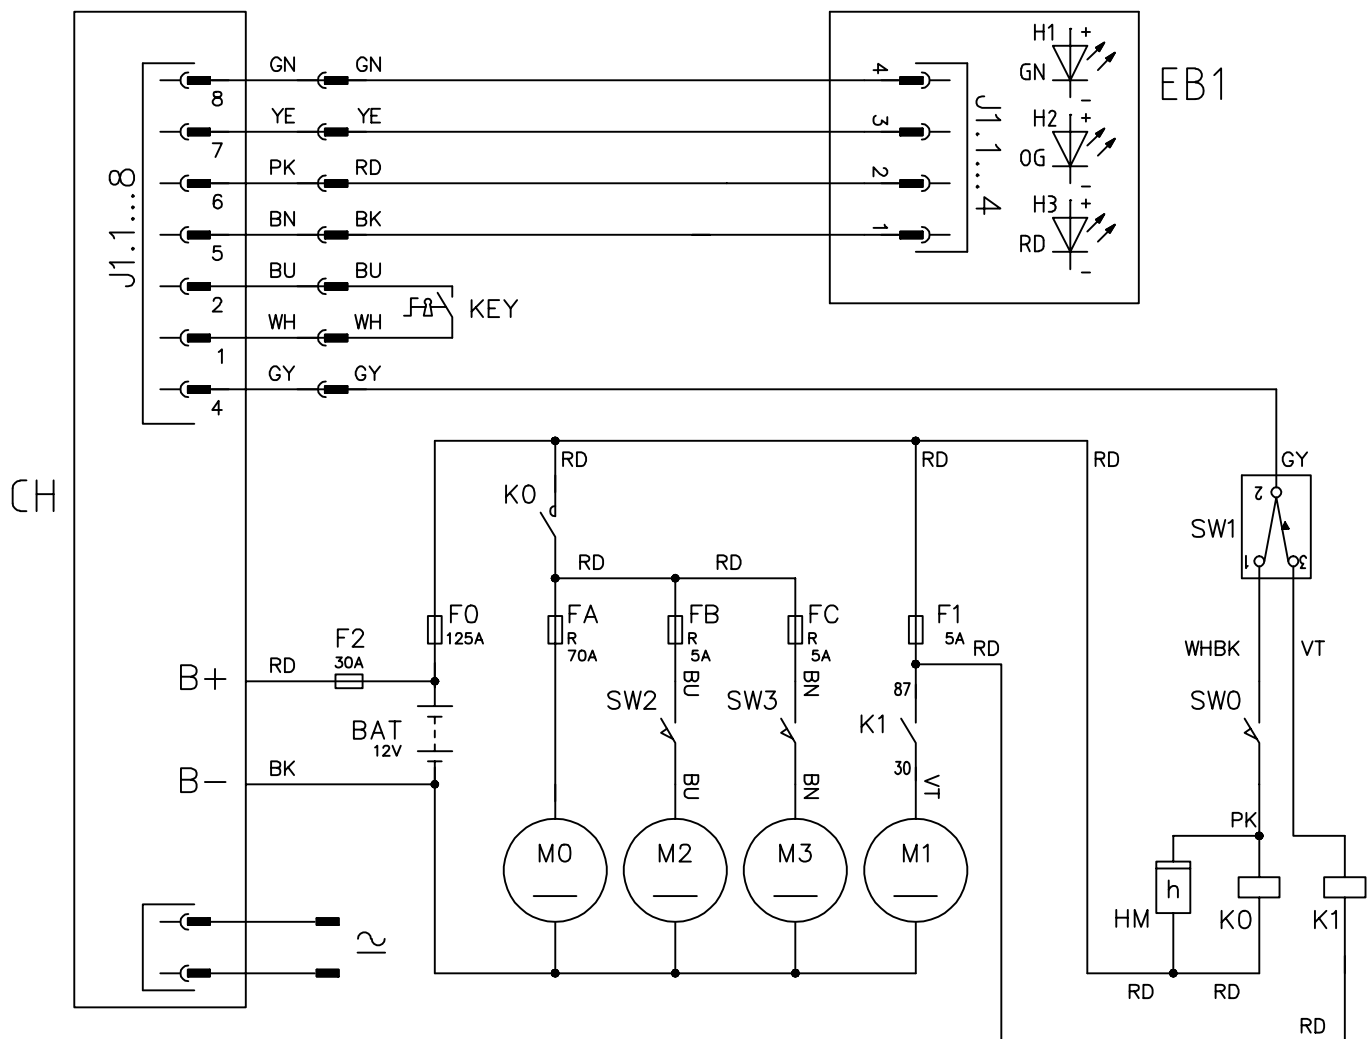 H1 +
GN
EB1
−
GN GN 4
8
YE YE 3
7
H2 +
OG
−
PK RD 2
6
J1.1...8
J1.1...4
BN BK 1
5
H3 +
RD
−
BU BU
2
KEY
WH WH
1
GY GY
4
RD RD RD GY
CH
K0
2
SW1
1 3
RD RD
F0
125A
FA
R
70A
FB
R
5A
FC
R
5A
F1
5A
RD
F2
30A
WHBK VT
B+ RD
BU BN 87
SW2 SW3 K1 SW0
BAT
12V
B− BK
30
BU BN VT
PK
M0 M2 M3 M1
h
HM K0 K1
RD RD
RD